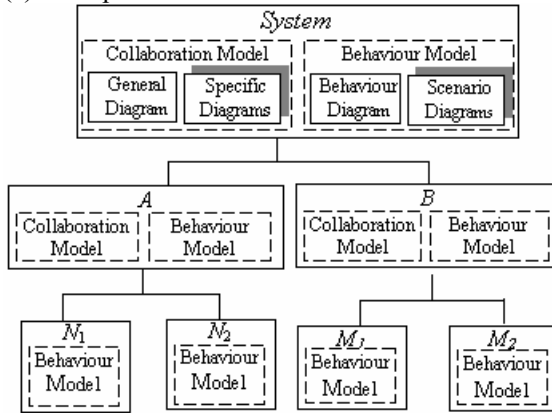 System
Collaboration Model
Behaviour Model
General
Diagram
Specific
Diagrams
Behaviour
Diagram
Scenario
Diagrams
A
Collaboration
Model
Behaviour
Model
B
Collaboration
Model
Behaviour
Model
N1
Behaviour
Model
N2
Behaviour
Model
M1
Behaviour
Model
M2
Behaviour
Model